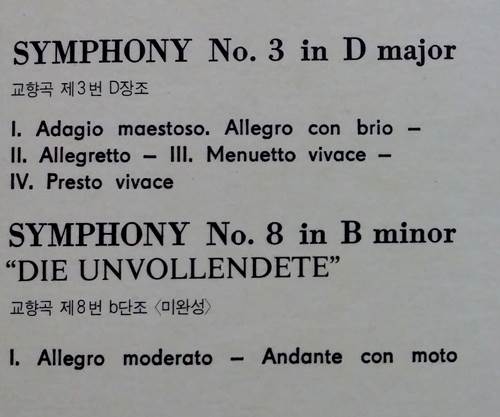 SYMPHONY No. 3 in D major
교향곡 제3번 D장조
I. Adagio maestoso. Allegro con brio –
II. Allegretto – III. Menuetto vivace –
IV. Presto vivace
SYMPHONY No. 8 in B minor
“DIE UNVOLLENDETE”
교향곡 제8번 b단조 〈미완성〉
I. Allegro moderato – Andante con moto